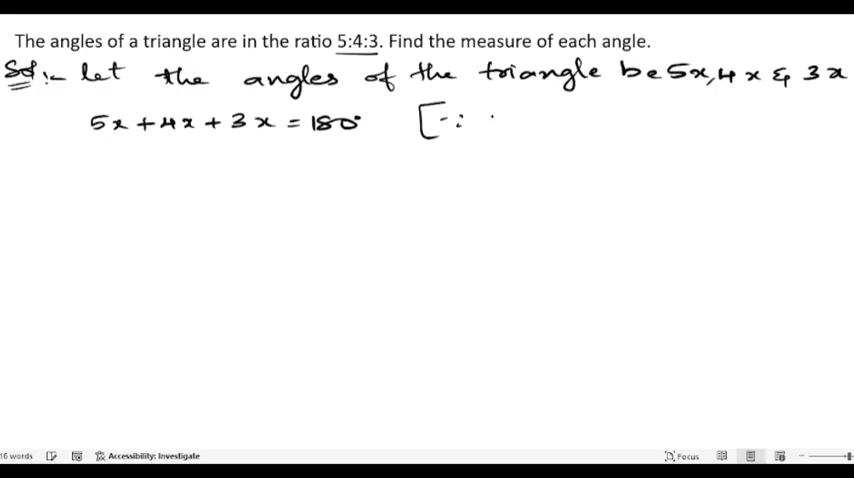 The angles of a triangle are in the ratio 5:4:3. Find the measure of each angle.
Sol :- let the angles of the triangle be 5x, 4x & 3x
5x + 4x + 3x = 180° [∵
16 words Accessibility: Investigate Focus